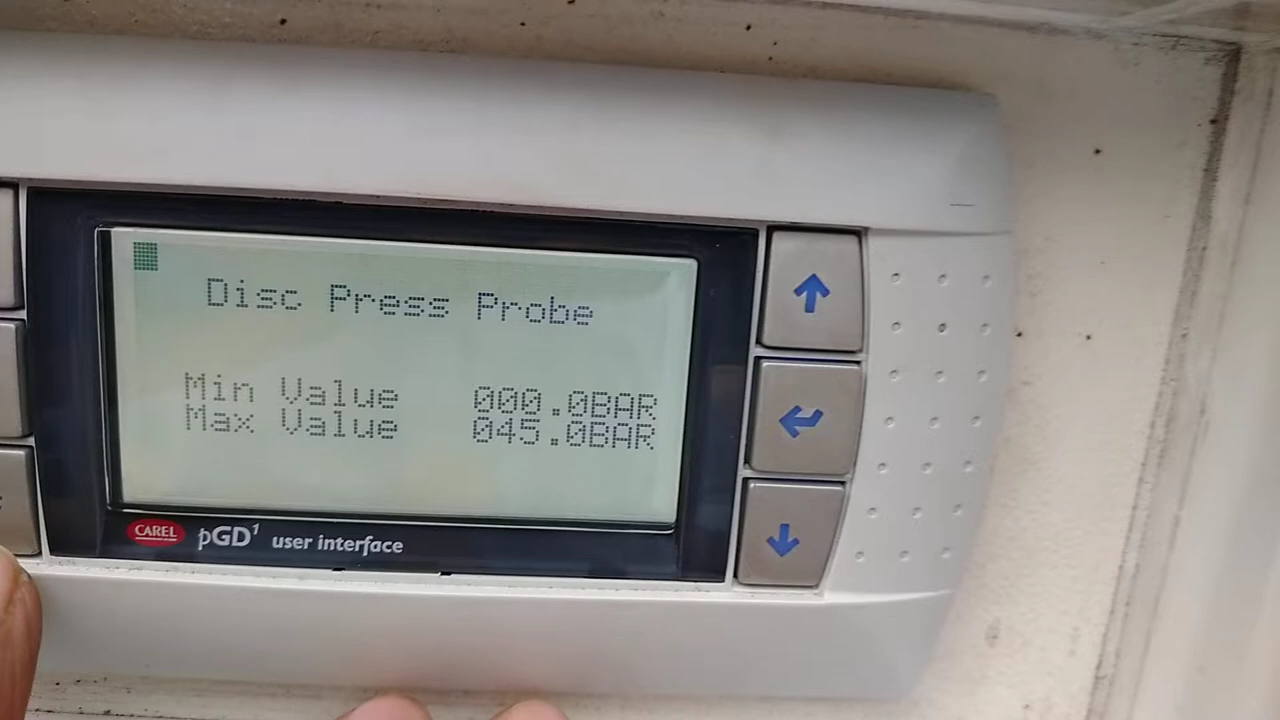 Disc Press Probe
Min Value 000.0BAR
Max Value 045.0BAR
CAREL pGD1 user interface